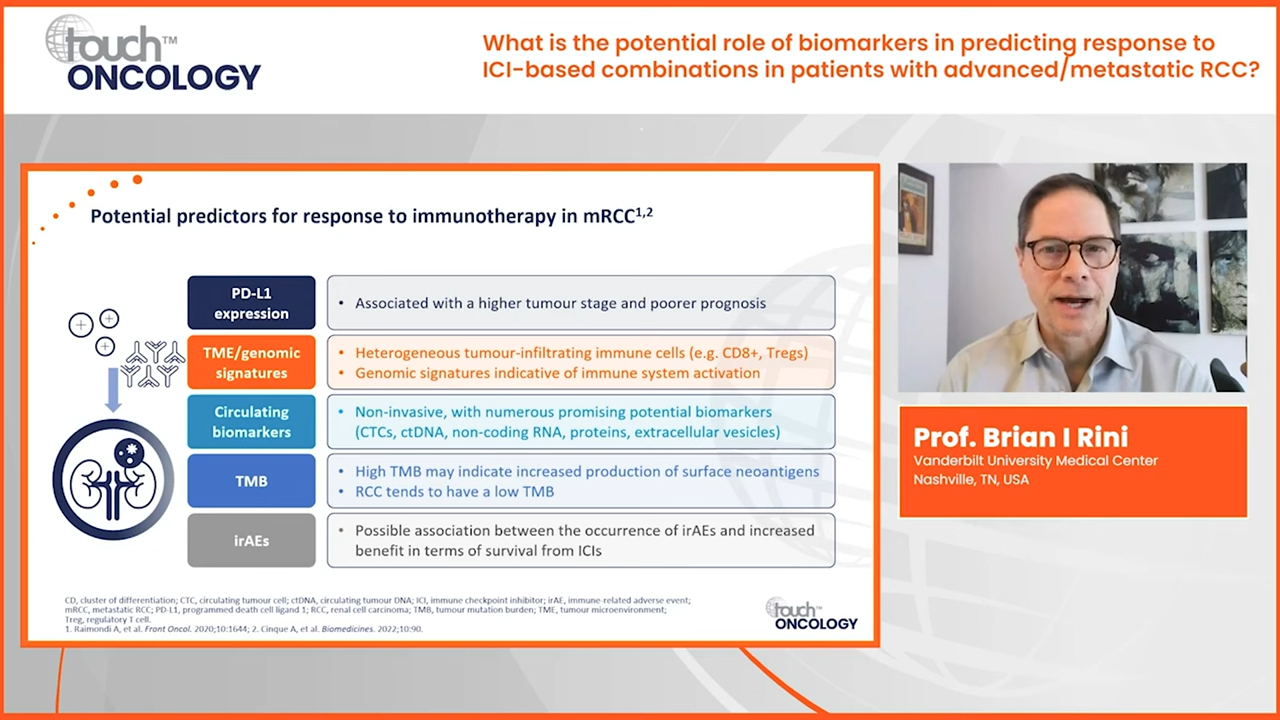 touch™
ONCOLOGY
What is the potential role of biomarkers in predicting response to
ICI-based combinations in patients with advanced/metastatic RCC?
Potential predictors for response to immunotherapy in mRCC1,2
PD-L1
expression
• Associated with a higher tumour stage and poorer prognosis
TME/genomic
signatures
• Heterogeneous tumour-infiltrating immune cells (e.g. CD8+, Tregs)
• Genomic signatures indicative of immune system activation
Circulating
biomarkers
• Non-invasive, with numerous promising potential biomarkers
(CTCs, ctDNA, non-coding RNA, proteins, extracellular vesicles)
TMB
• High TMB may indicate increased production of surface neoantigens
• RCC tends to have a low TMB
irAEs
• Possible association between the occurrence of irAEs and increased
benefit in terms of survival from ICIs
CD, cluster of differentiation; CTC, circulating tumour cell; ctDNA, circulating tumour DNA; ICI, immune checkpoint inhibitor; irAE, immune-related adverse event;
mRCC, metastatic RCC; PD-L1, programmed death cell ligand 1; RCC, renal cell carcinoma; TMB, tumour mutation burden; TME, tumour microenvironment;
Treg, regulatory T cell.
1. Raimondi A, et al. Front Oncol. 2020;10:1644; 2. Cinque A, et al. Biomedicines. 2022;10:90.
touch™
ONCOLOGY
Prof. Brian I Rini
Vanderbilt University Medical Center
Nashville, TN, USA